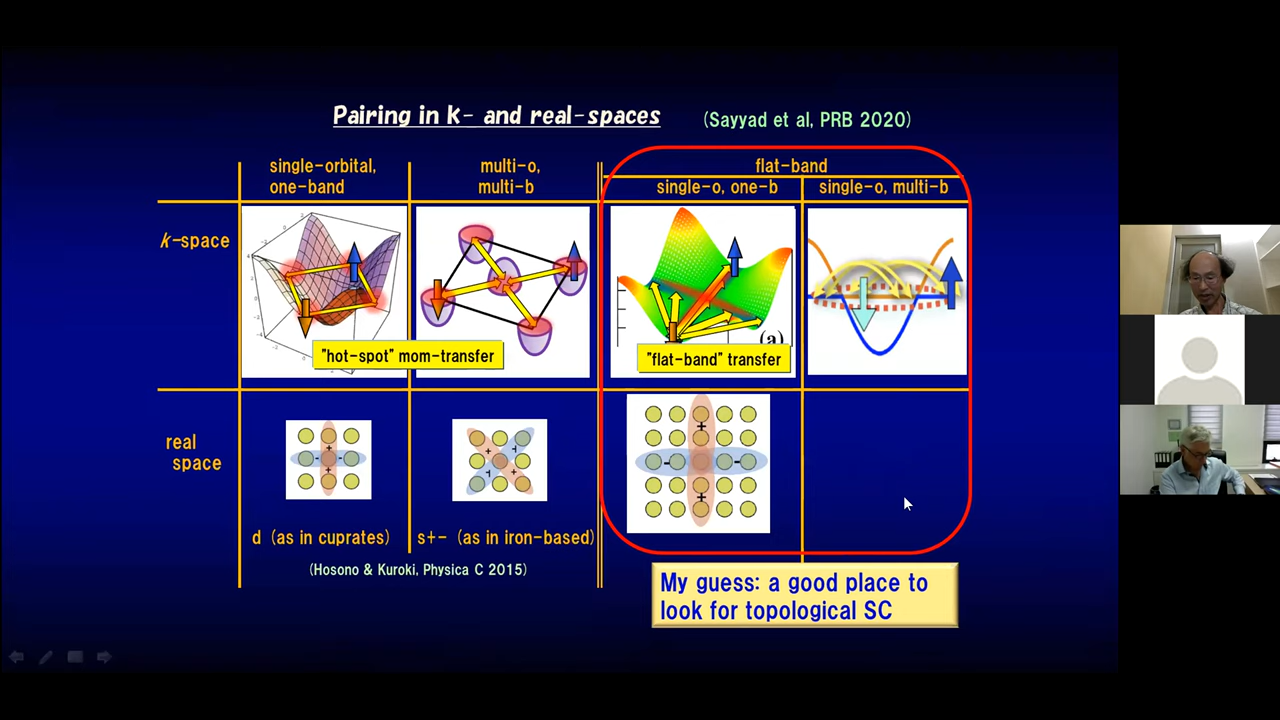 Pairing in k- and real-spaces (Sayyad et al, PRB 2020)
single-orbital,
one-band
multi-o,
multi-b
flat-band
single-o, one-b
single-o, multi-b
k-space
"hot-spot" mom-transfer
"flat-band" transfer
(a)
real
space
d (as in cuprates)
s+- (as in iron-based)
(Hosono & Kuroki, Physica C 2015)
My guess: a good place to
look for topological SC